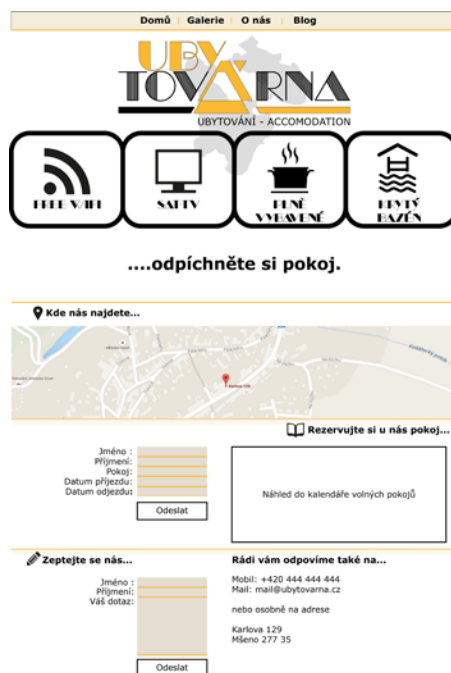 Domů | Galerie | O nás | Blog
UBY
TOVÁRNA
UBYTOVÁNÍ - ACCOMODATION
FREE WIFI
SAT TV
PLNĚ
VYBAVENÉ
KRYTÝ
BAZÉN
....odpíchněte si pokoj.
Kde nás najdete...
Karlova 129
Rezervujte si u nás pokoj...
Jméno :
Příjmení:
Pokoj:
Datum příjezdu:
Datum odjezdu:
Odeslat
Náhled do kalendáře volných pokojů
Zeptejte se nás...
Jméno :
Příjmení:
Váš dotaz:
Odeslat
Rádi vám odpovíme také na...
Mobil: +420 444 444 444
Mail: mail@ubytovarna.cz
nebo osobně na adrese
Karlova 129
Mšeno 277 35